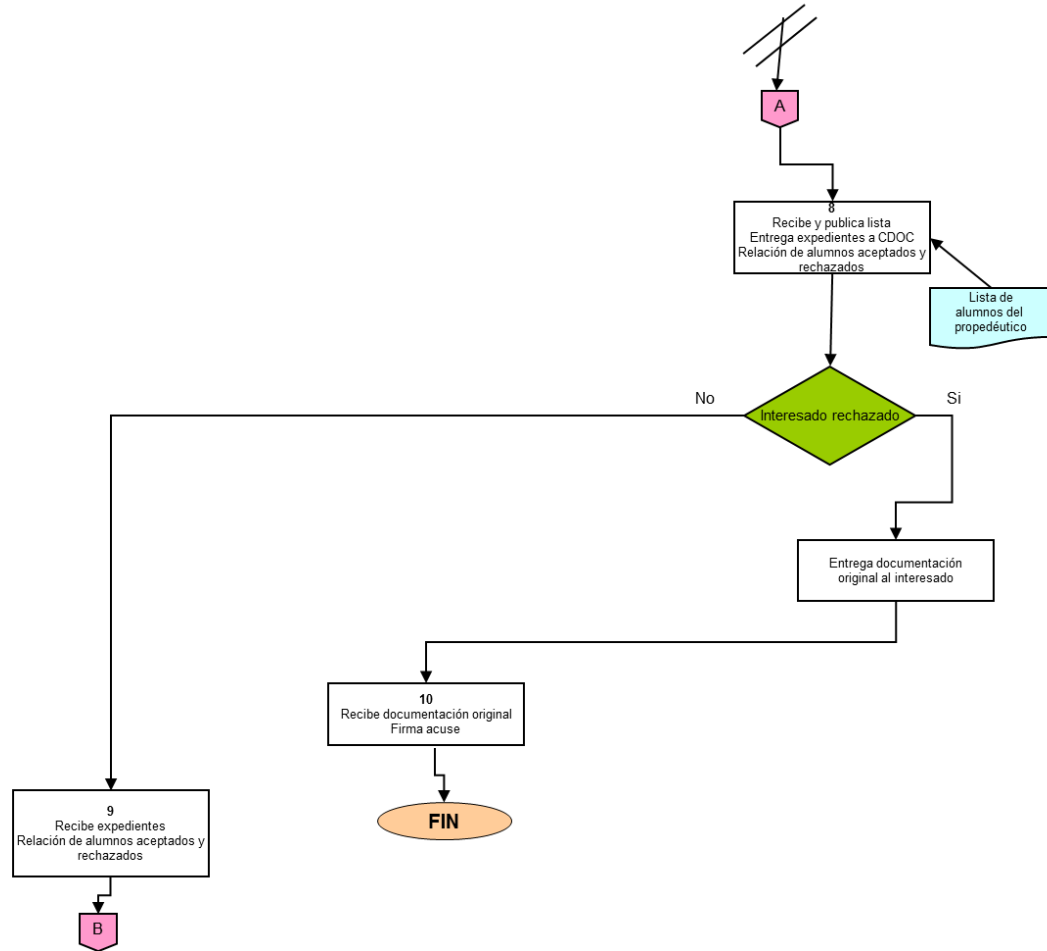 A
8
Recibe y publica lista
Entrega expedientes a CDOC
Relación de alumnos aceptados y
rechazados
Lista de
alumnos del
propedéutico
No
Interesado rechazado
Si
Entrega documentación
original al interesado
10
Recibe documentación original
Firma acuse
9
Recibe expedientes
Relación de alumnos aceptados y
rechazados
FIN
B